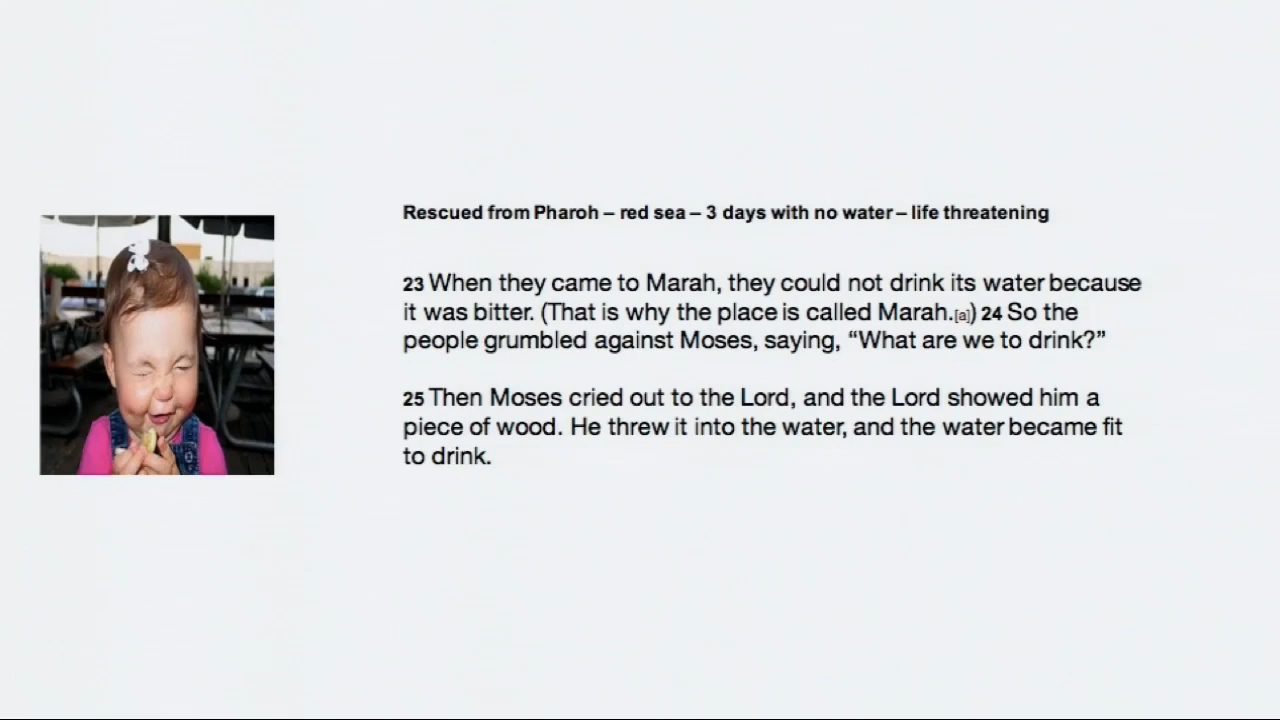 Rescued from Pharoh – red sea – 3 days with no water – life threatening
23 When they came to Marah, they could not drink its water because
it was bitter. (That is why the place is called Marah.[a]) 24 So the
people grumbled against Moses, saying, “What are we to drink?”
25 Then Moses cried out to the Lord, and the Lord showed him a
piece of wood. He threw it into the water, and the water became fit
to drink.